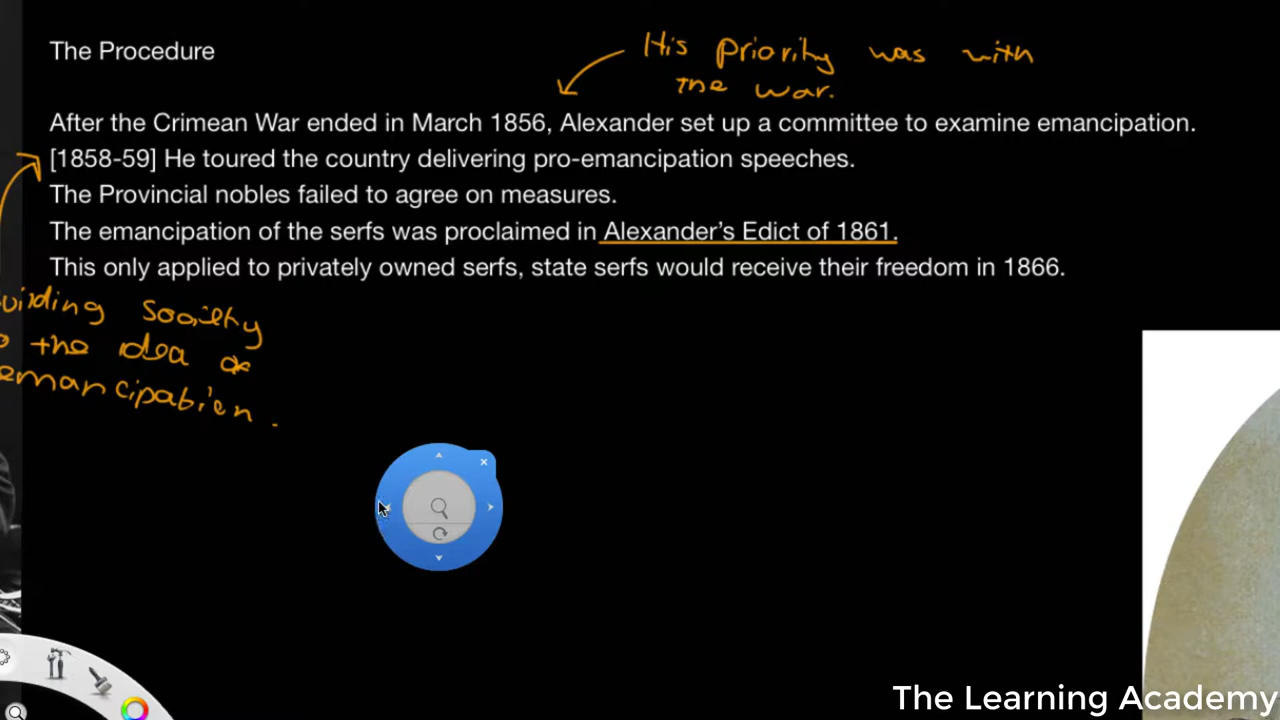 The Procedure
His priority was with
the war.
After the Crimean War ended in March 1856, Alexander set up a committee to examine emancipation.
[1858-59] He toured the country delivering pro-emancipation speeches.
The Provincial nobles failed to agree on measures.
The emancipation of the serfs was proclaimed in Alexander's Edict of 1861.
This only applied to privately owned serfs, state serfs would receive their freedom in 1866.
society
the idea of
emancipation.
The Learning Academy